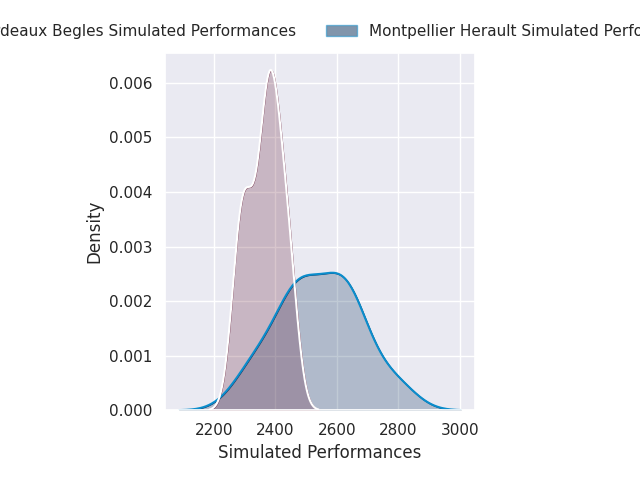 deaux Begles Simulated Performances Montpellier Herault Simulated Perfo
0.006
0.005
0.004
0.003
0.002
0.001
0.000
Density
2200 2400 2600 2800 3000
Simulated Performances